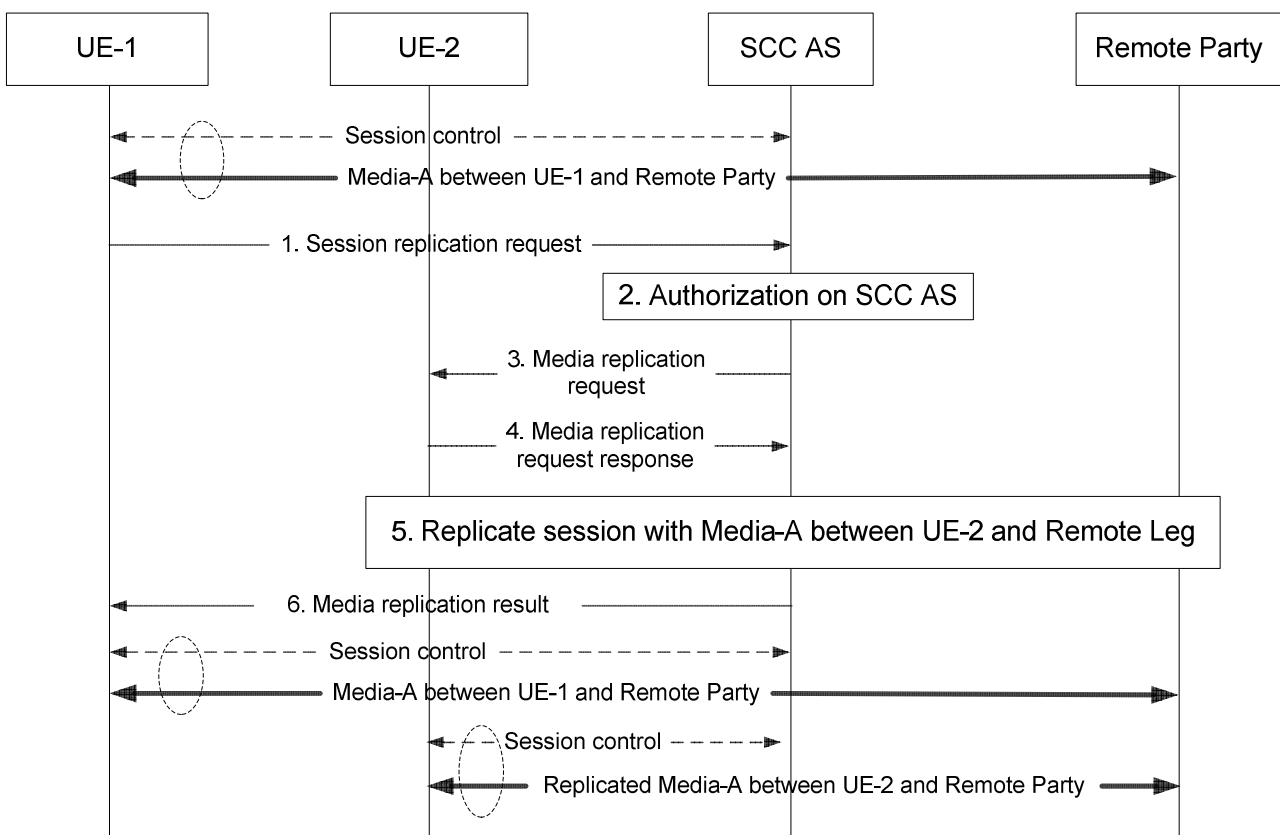 UE-1
UE-2
SCC AS
Remote Party
Session control
Media-A between UE-1 and Remote Party
1. Session replication request
2. Authorization on SCC AS
3. Media replication
request
4. Media replication
request response
5. Replicate session with Media-A between UE-2 and Remote Leg
6. Media replication result
Session control
Media-A between UE-1 and Remote Party
Session control
Replicated Media-A between UE-2 and Remote Party